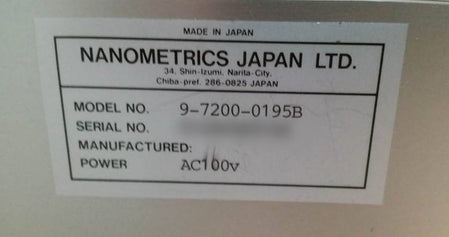 MADE IN JAPAN
NANOMETRICS JAPAN LTD.
34, Shin-Izumi, Narita-City,
Chiba-pref. 286-0825 JAPAN
MODEL NO. 9-7200-0195B
SERIAL NO.
MANUFACTURED:
POWER AC100v